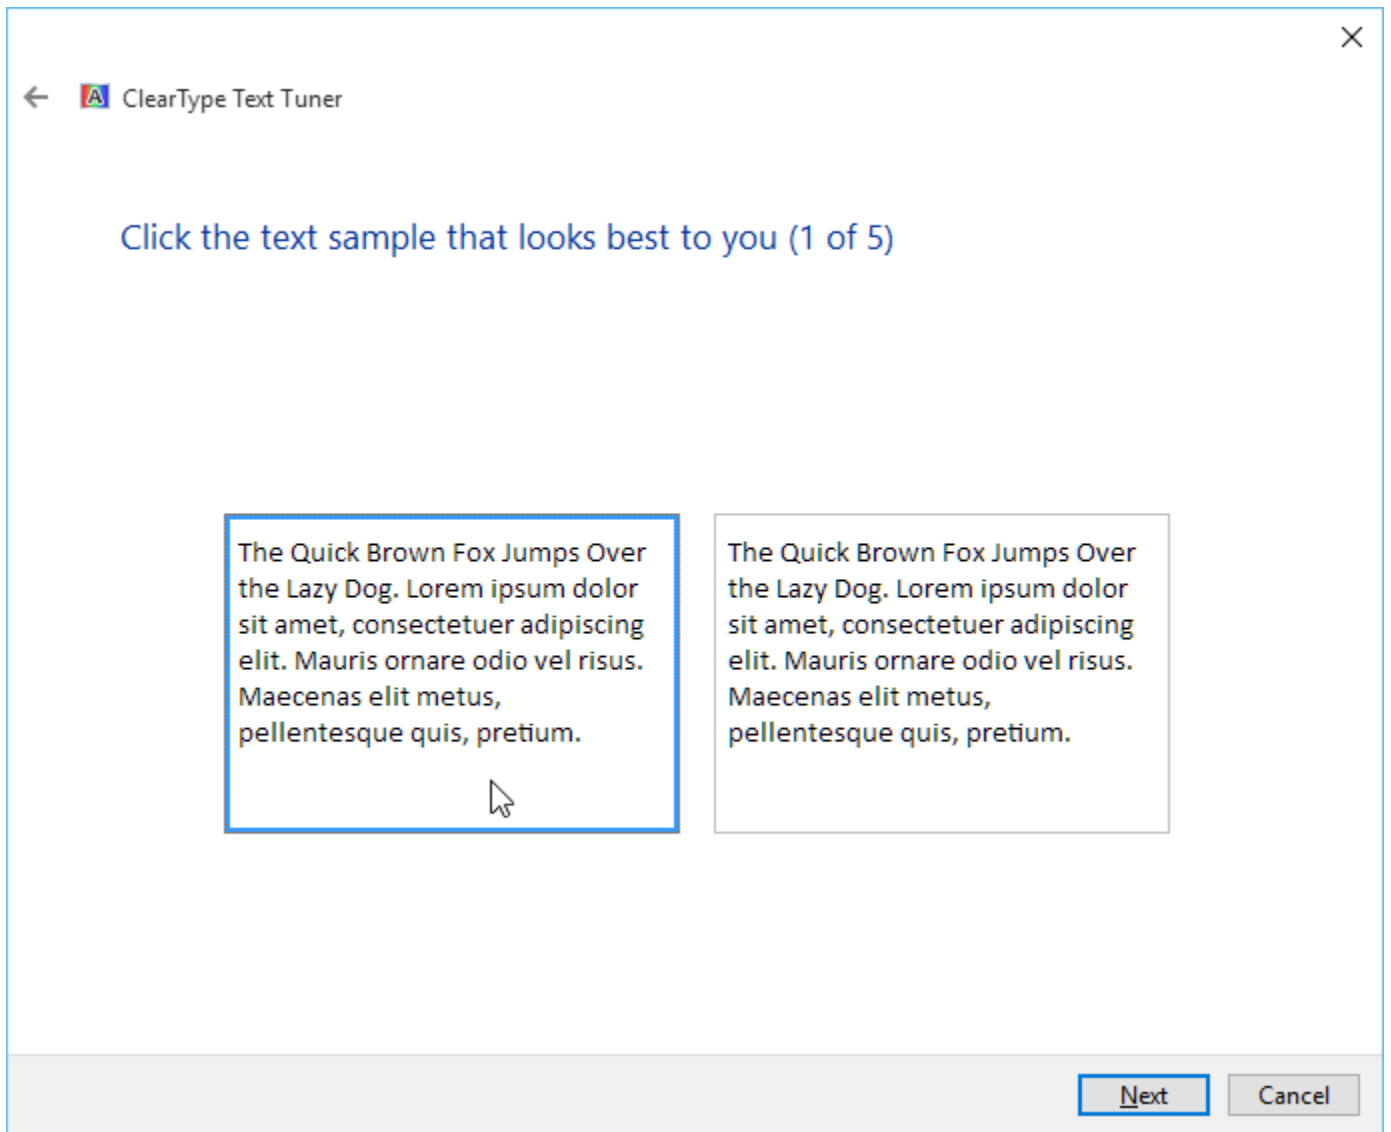 ClearType Text Tuner
Click the text sample that looks best to you (1 of 5)
The Quick Brown Fox Jumps Over
the Lazy Dog. Lorem ipsum dolor
sit amet, consectetuer adipiscing
elit. Mauris ornare odio vel risus.
Maecenas elit metus,
pellentesque quis, pretium.
The Quick Brown Fox Jumps Over
the Lazy Dog. Lorem ipsum dolor
sit amet, consectetuer adipiscing
elit. Mauris ornare odio vel risus.
Maecenas elit metus,
pellentesque quis, pretium.
Next
Cancel